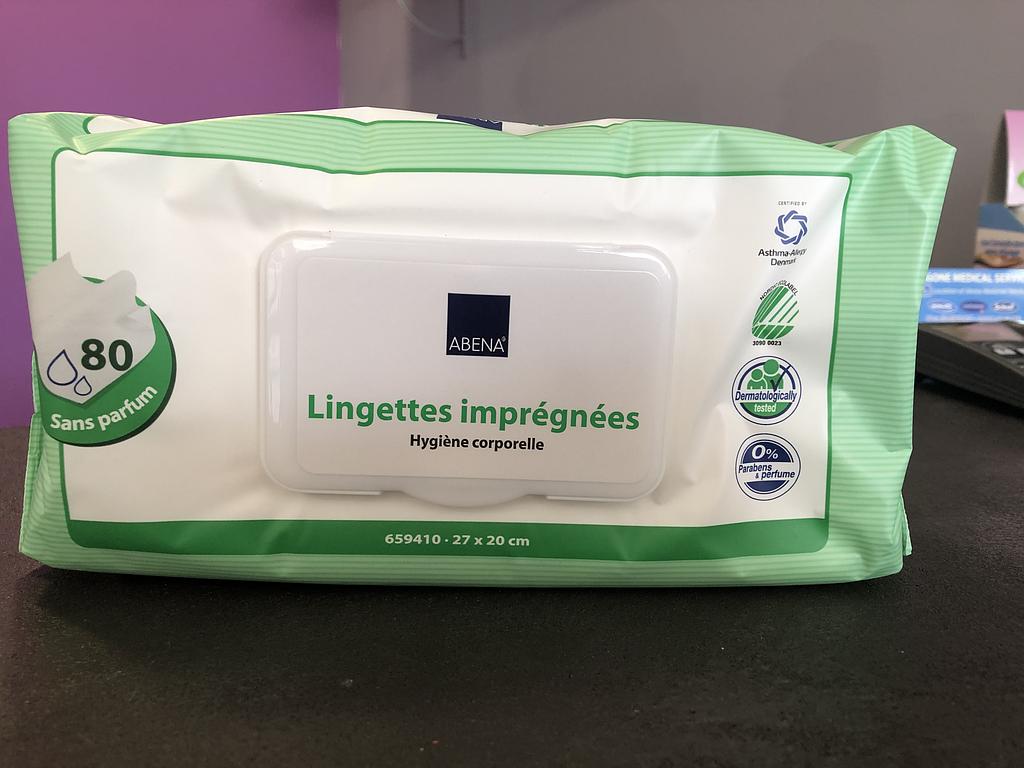 80
Sans parfum
ABENA®
Lingettes imprégnées
Hygiène corporelle
659410 · 27 x 20 cm
CERTIFIED BY
Asthma-Allergy
Denmark
3090 0023
Dermatologically
tested
0%
Parabens
& perfume
MEDICAL